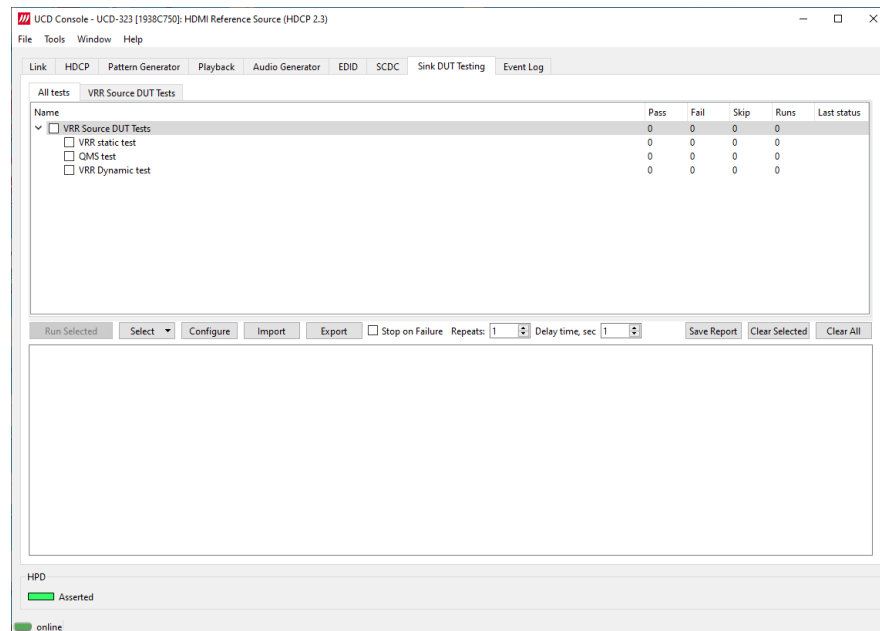 UCD Console - UCD-323 [1938C750]: HDMI Reference Source (HDCP 2.3)
File Tools Window Help
Link HDCP Pattern Generator Playback Audio Generator EDID SCDC Sink DUT Testing Event Log
All tests VRR Source DUT Tests
Name Pass Fail Skip Runs Last status
VRR Source DUT Tests 0 0 0 0
VRR static test 0 0 0 0
QMS test 0 0 0 0
VRR Dynamic test 0 0 0 0
Run Selected Select Configure Import Export Stop on Failure Repeats: 1 Delay time, sec 1 Save Report Clear Selected Clear All
HPD
Asserted
online